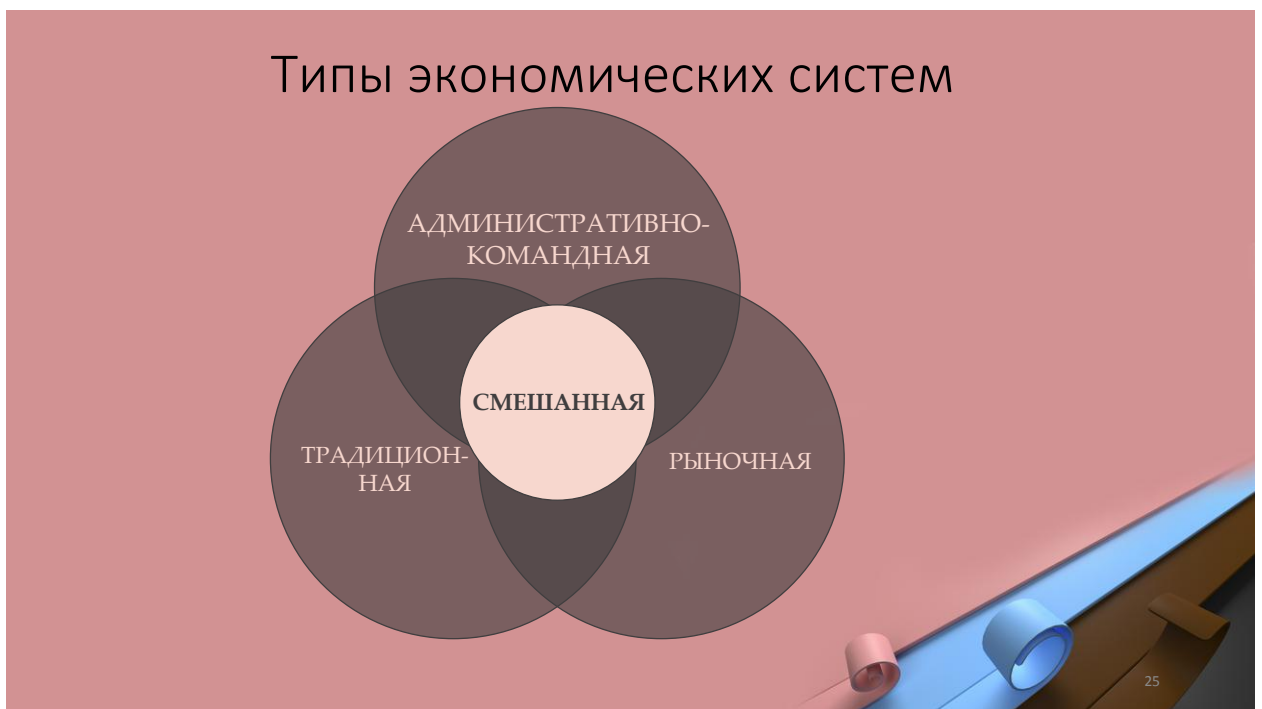 Типы экономических систем
АДМИНИСТРАТИВНО-
КОМАНДНАЯ
СМЕШАННАЯ
ТРАДИЦИОН-
НАЯ
РЫНОЧНАЯ
25